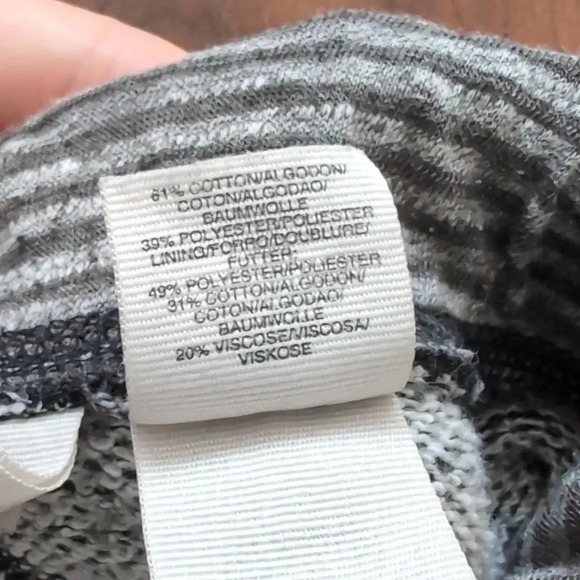 61% COTTON/ALGODON/
COTON/ALGODAO/
BAUMWOLLE
39% POLYESTER/POLIESTER
LINING/FORRO/DOUBLURE/
FUTTER:
49% POLYESTER/POLIESTER
31% COTTON/ALGODON/
COTON/ALGODAO/
BAUMWOLLE
20% VISCOSE/VISCOSA/
VISKOSE